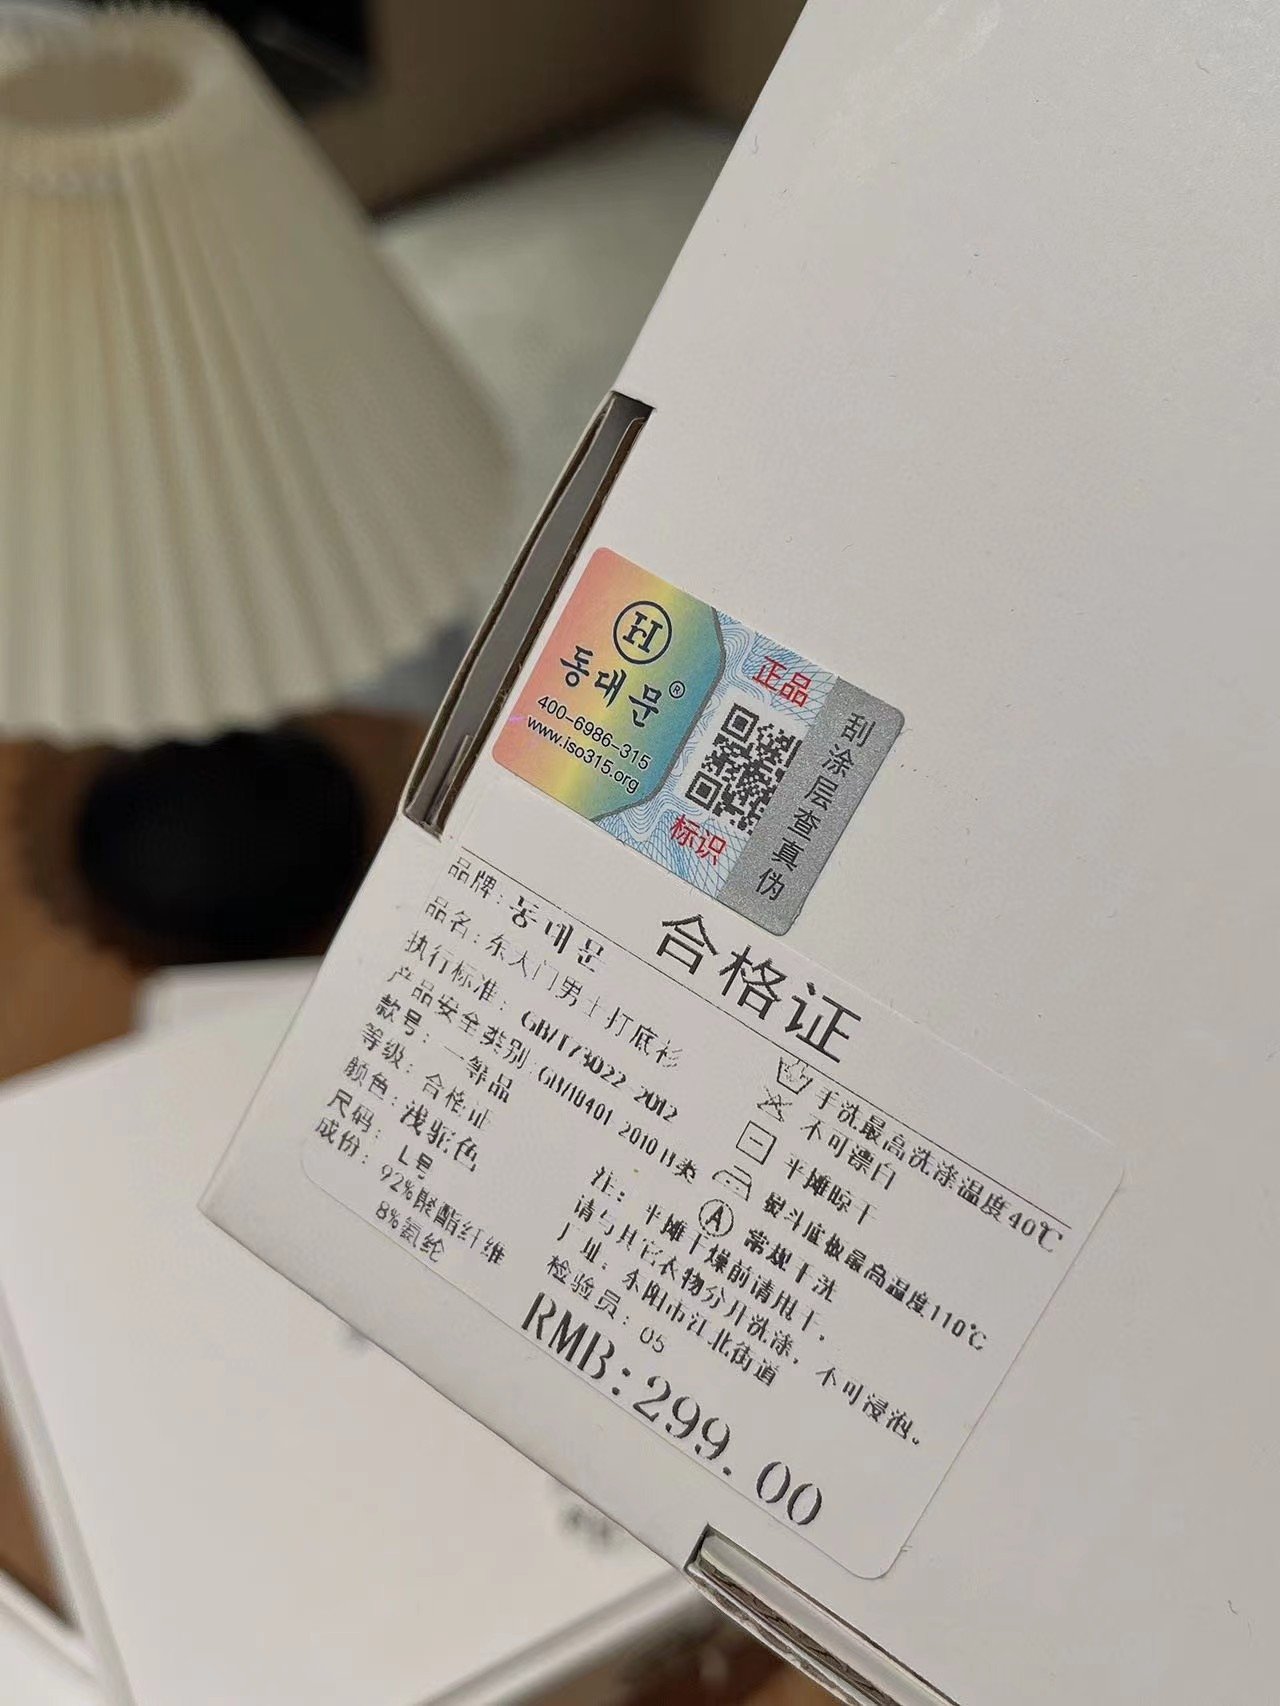 H
동대문®
400-6986-315
www.iso315.org
正品
标识
刮涂层查真伪
合格证
品牌：동대문
品名：东大门男士打底衫
执行标准：GB/T73022-2012
产品安全类别：GB/18401-2010 B类
款号：一等品
等级：合格证
颜色：浅驼色
尺码：L号
成份：92%聚酯纤维
8%氨纶
手洗最高洗涤温度40℃
不可漂白
平摊晾干
熨斗底板最高温度110℃
A 常规干洗
注：平摊干燥前请甩干，
请与其它衣物分开洗涤，不可浸泡。
厂址：东阳市江北街道
检验员：05
RMB:299.00